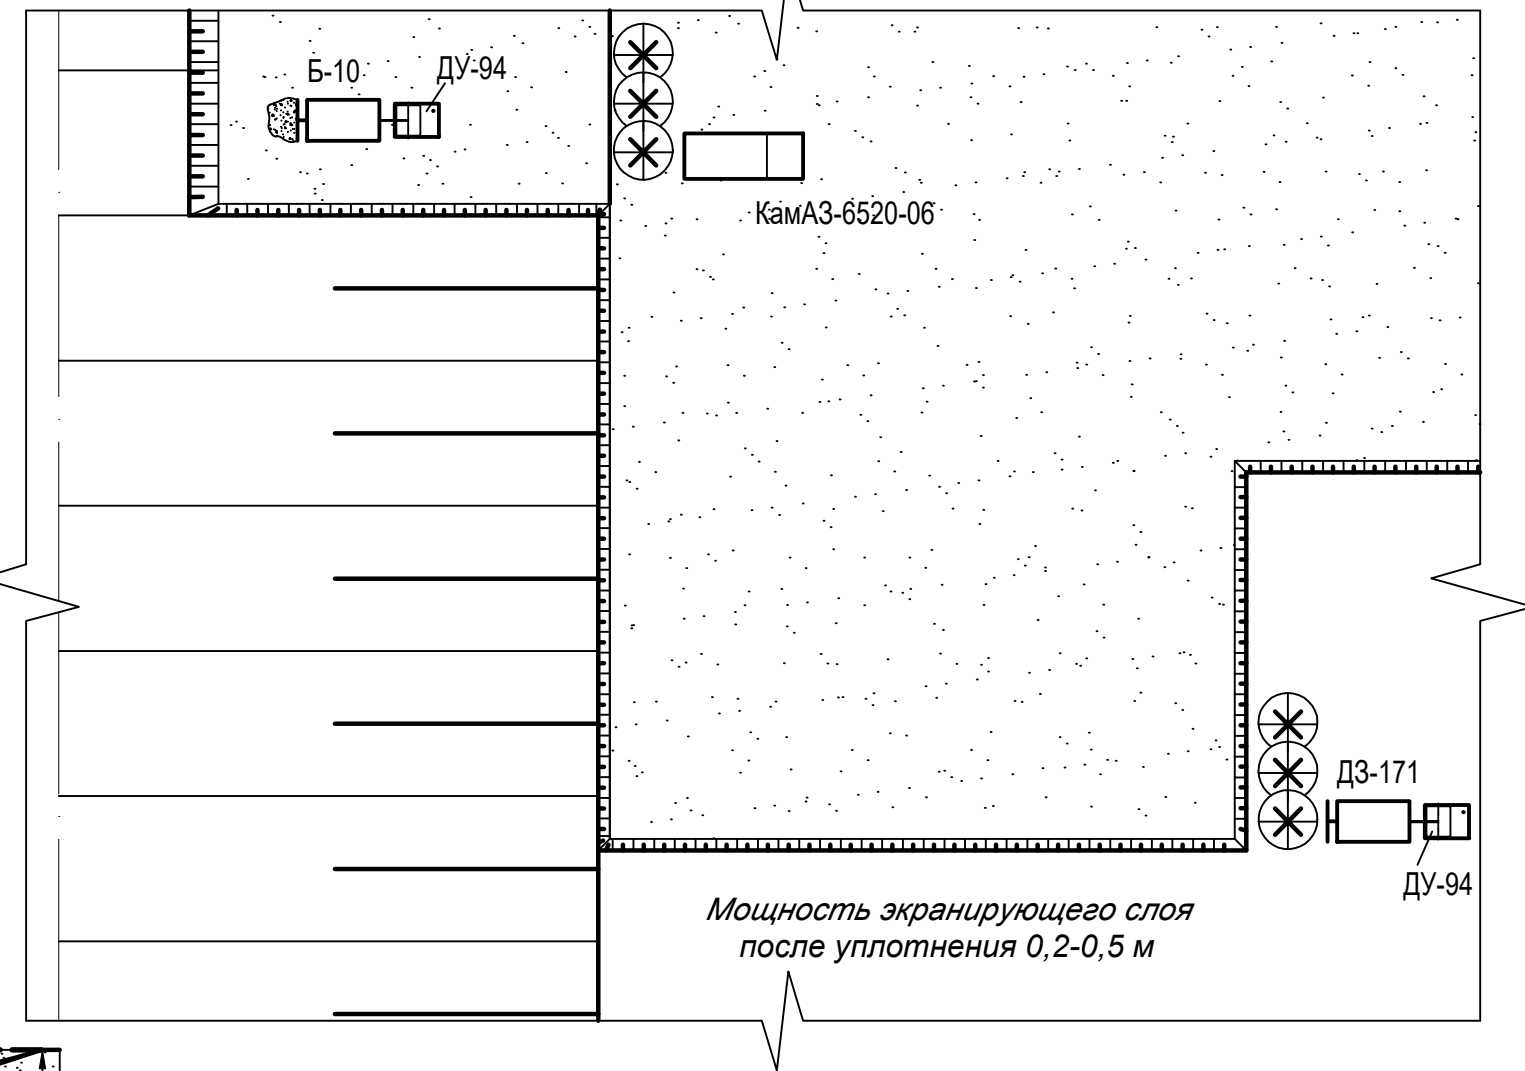 Б-10
ДУ-94
КамАЗ-6520-06
ДЗ-171
ДУ-94
Мощность экранирующего слоя
после уплотнения 0,2-0,5 м